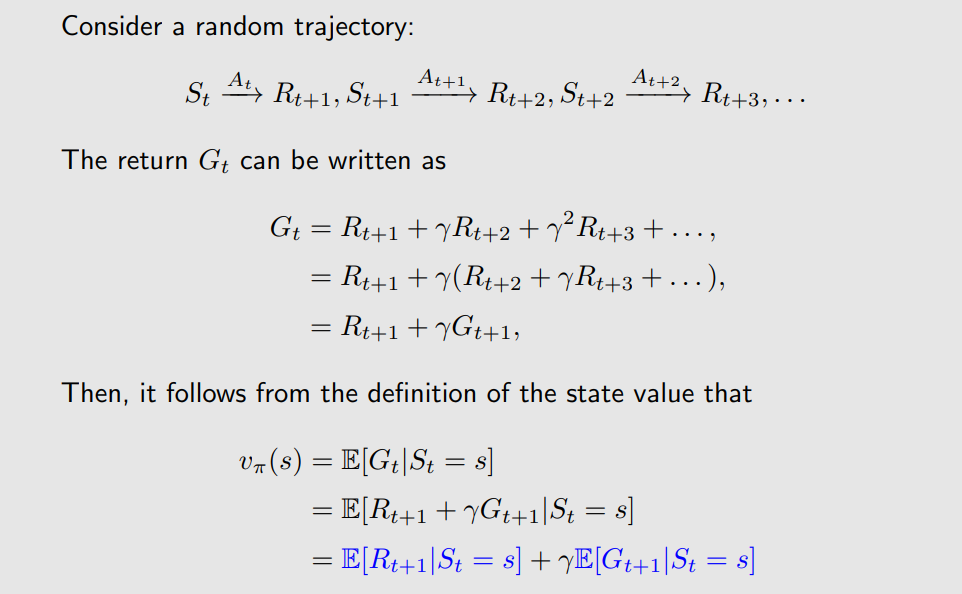 Consider a random trajectory:
$S_t \xrightarrow{A_t} R_{t+1}, S_{t+1} \xrightarrow{A_{t+1}} R_{t+2}, S_{t+2} \xrightarrow{A_{t+2}} R_{t+3}, \ldots$
The return $G_t$ can be written as
$G_t = R_{t+1} + \gamma R_{t+2} + \gamma^2 R_{t+3} + \ldots,$
$= R_{t+1} + \gamma(R_{t+2} + \gamma R_{t+3} + \ldots),$
$= R_{t+1} + \gamma G_{t+1},$
Then, it follows from the definition of the state value that
$v_\pi(s) = \mathbb{E}[G_t|S_t = s]$
$= \mathbb{E}[R_{t+1} + \gamma G_{t+1}|S_t = s]$
$= \mathbb{E}[R_{t+1}|S_t = s] + \gamma \mathbb{E}[G_{t+1}|S_t = s]$